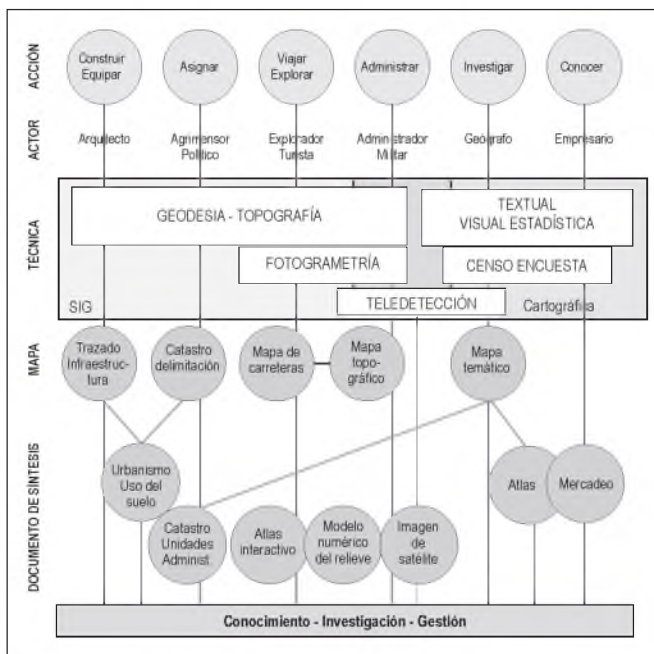 ACCIÓN
Construir
Equipar
Asignar
Viajar
Explorar
Administrar
Investigar
Conocer
ACTOR
Arquitecto
Agrimensor
Político
Explorador
Turista
Administrador
Militar
Geógrafo
Empresario
TÉCNICA
GEODESIA - TOPOGRAFÍA
TEXTUAL
VISUAL ESTADÍSTICA
FOTOGRAMETRÍA
CENSO ENCUESTA
TELEDETECCIÓN
SIG
Cartográfica
MAPA
Trazado
Infraestruc-
tura
Catastro
delimitación
Mapa de
carreteras
Mapa
topo-
gráfico
Mapa
temático
DOCUMENTO DE SÍNTESIS
Urbanismo
Uso del
suelo
Atlas
Mercadeo
Catastro
Unidades
Administ.
Atlas
interactivo
Modelo
numérico
del relieve
Imagen
de
satélite
Conocimiento - Investigación - Gestión